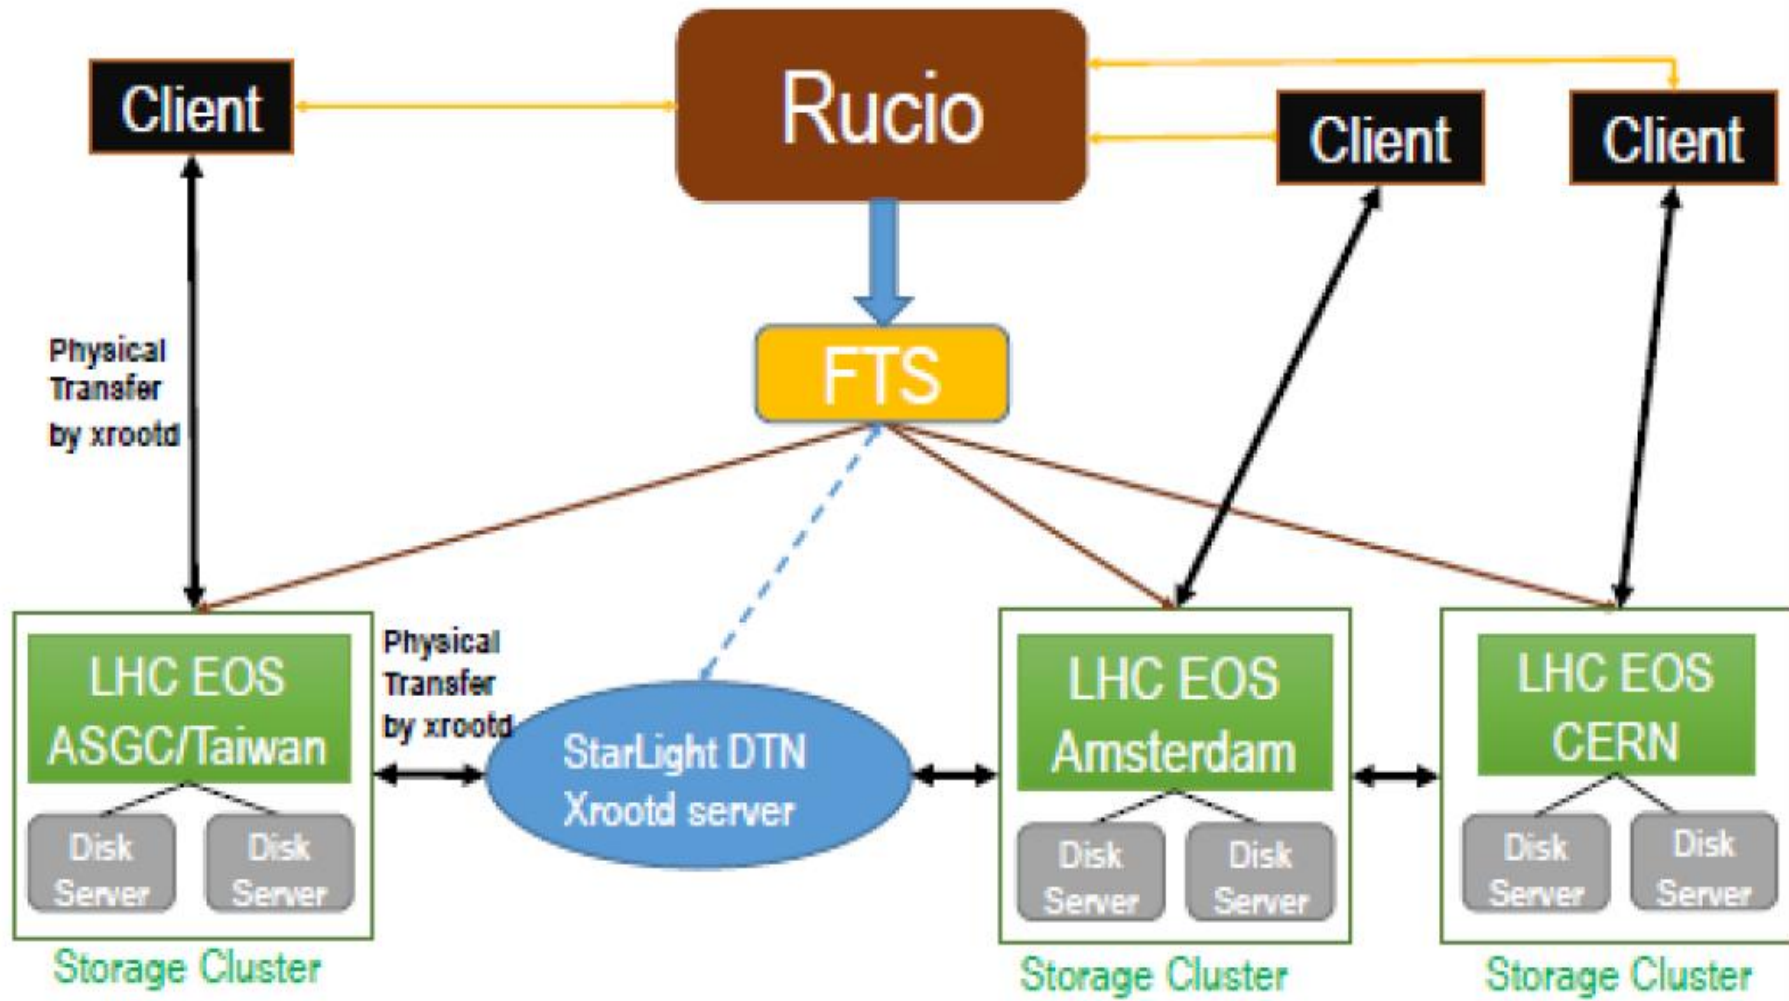 Rucio
Client
Client
Client
Physical
Transfer
by xrootd
FTS
Physical
Transfer
by xrootd
LHC EOS
ASGC/Taiwan
StarLight DTN
Xrootd server
LHC EOS
Amsterdam
LHC EOS
CERN
Disk
Server
Disk
Server
Disk
Server
Disk
Server
Disk
Server
Disk
Server
Storage Cluster
Storage Cluster
Storage Cluster